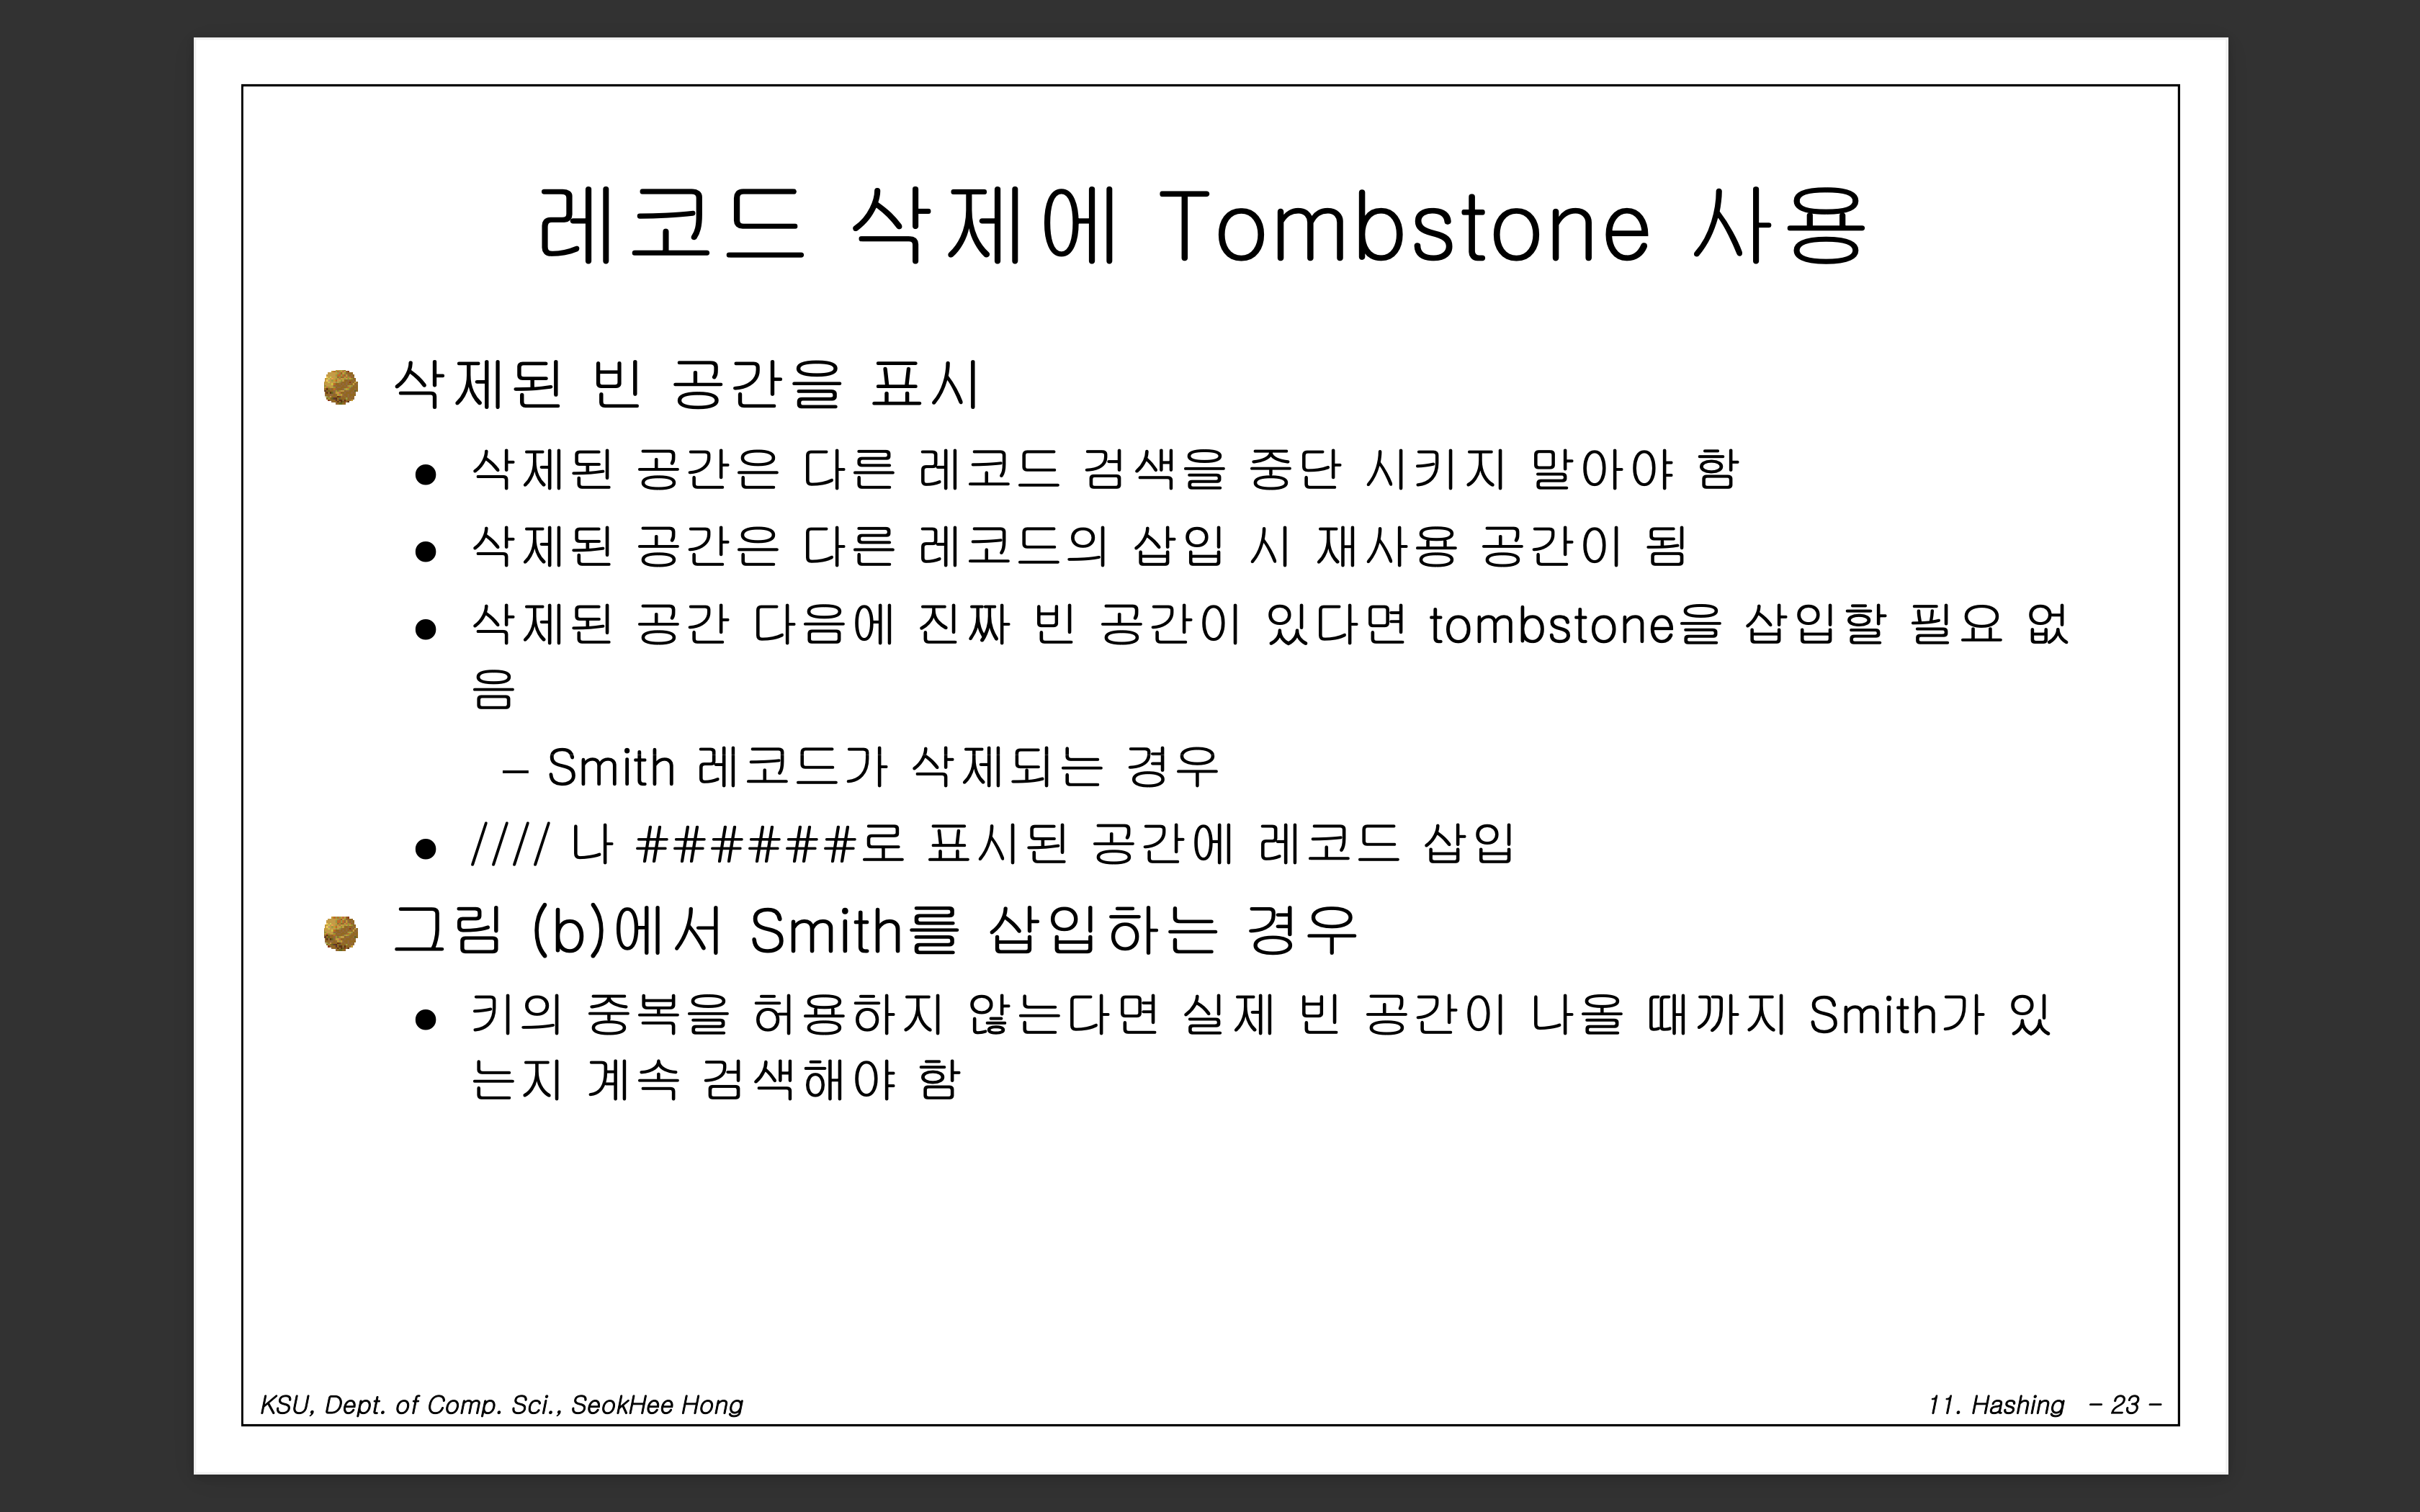 레코드 삭제에 Tombstone 사용
삭제된 빈 공간을 표시
● 삭제된 공간은 다른 레코드 검색을 중단 시키지 말아야 함
● 삭제된 공간은 다른 레코드의 삽입 시 재사용 공간이 됨
● 삭제된 공간 다음에 진짜 빈 공간이 있다면 tombstone을 삽입할 필요 없
음
– Smith 레코드가 삭제되는 경우
● //// 나 ######로 표시된 공간에 레코드 삽입
그림 (b)에서 Smith를 삽입하는 경우
● 키의 중복을 허용하지 않는다면 실제 빈 공간이 나올 때까지 Smith가 있
는지 계속 검색해야 함
KSU, Dept. of Comp. Sci., SeokHee Hong
11. Hashing – 23 –